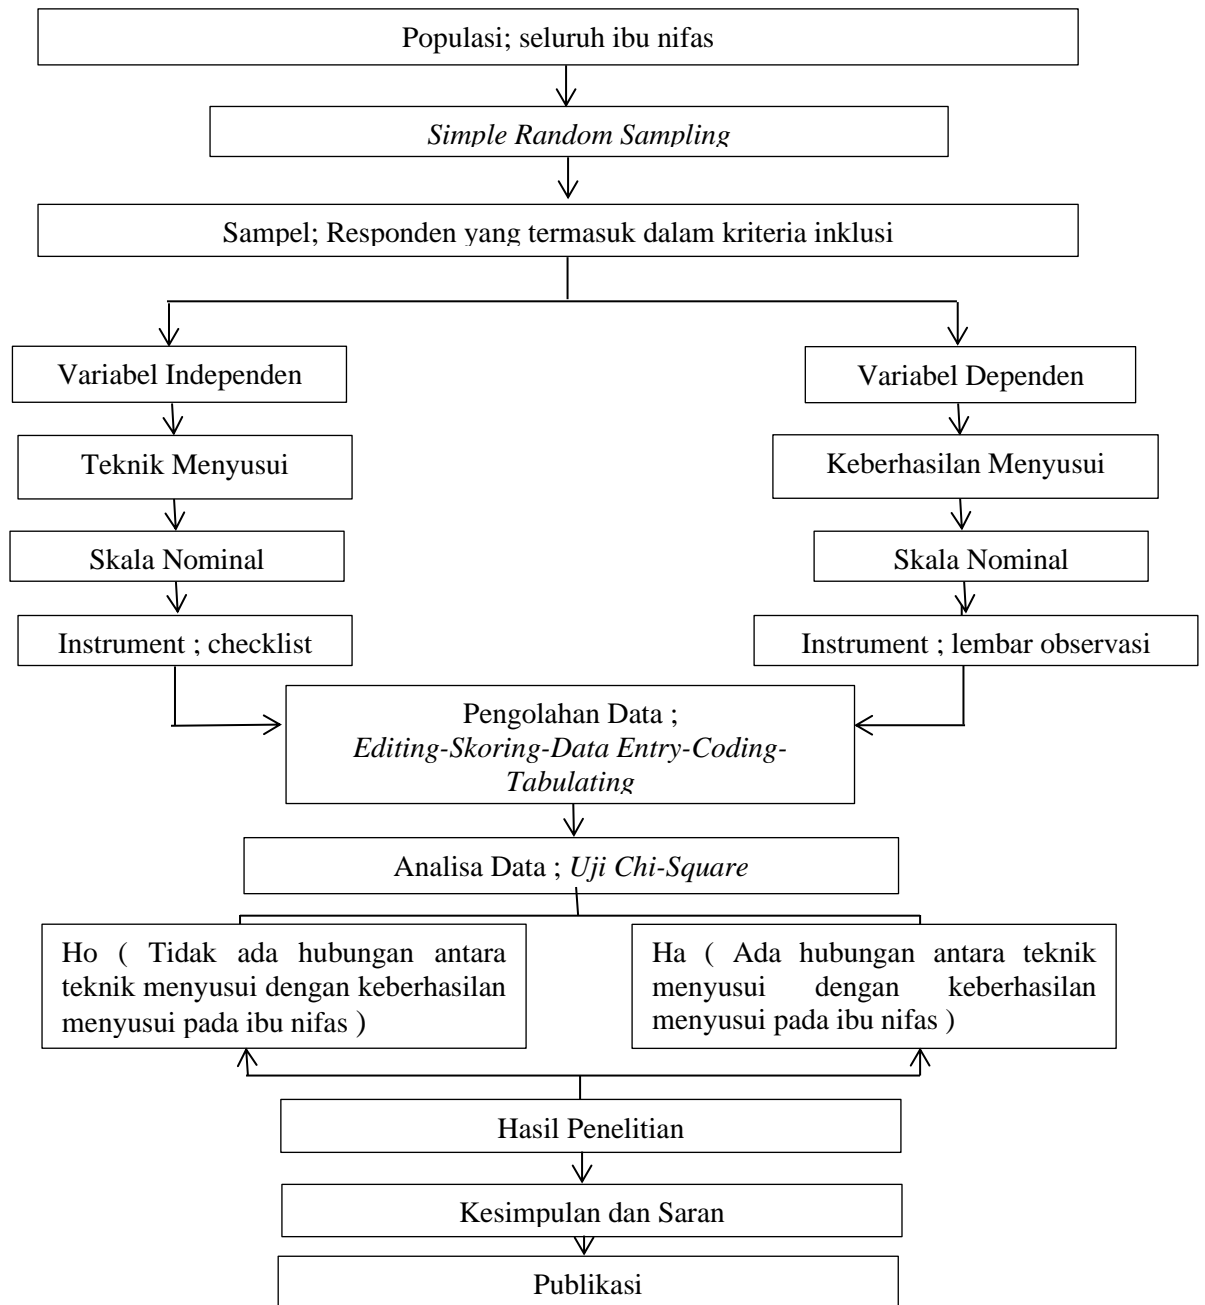 Populasi; seluruh ibu nifas
Simple Random Sampling
Sampel; Responden yang termasuk dalam kriteria inklusi
Variabel Independen
Variabel Dependen
Teknik Menyusui
Keberhasilan Menyusui
Skala Nominal
Skala Nominal
Instrument ; checklist
Instrument ; lembar observasi
Pengolahan Data ;
Editing-Skoring-Data Entry-Coding-
Tabulating
Analisa Data ; Uji Chi-Square
Ho ( Tidak ada hubungan antara
teknik menyusui dengan keberhasilan
menyusui pada ibu nifas )
Ha ( Ada hubungan antara teknik
menyusui dengan keberhasilan
menyusui pada ibu nifas )
Hasil Penelitian
Kesimpulan dan Saran
Publikasi